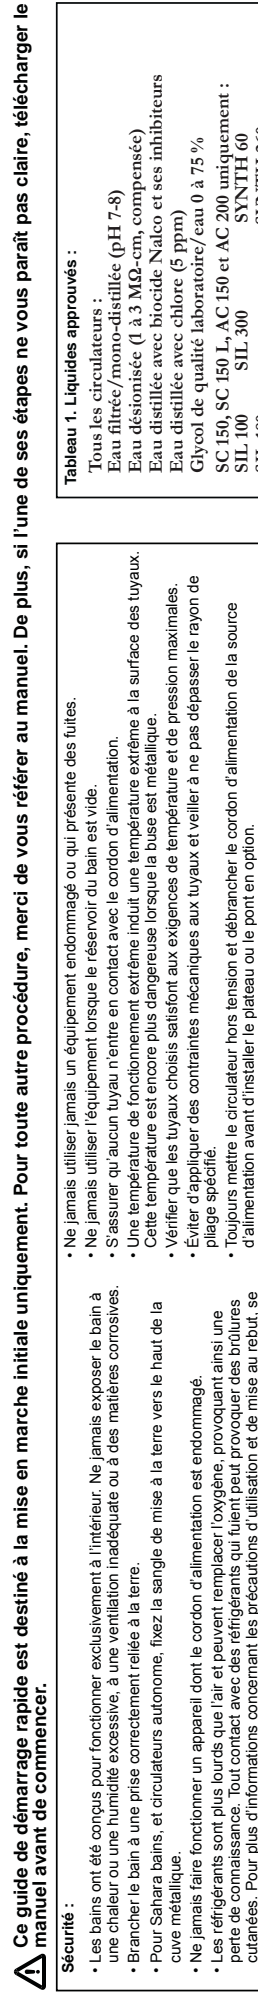 Ce guide de démarrage rapide est destiné à la mise en marche initiale uniquement. Pour toute autre procédure, merci de vous référer au manuel. De plus, si l'une de ses étapes ne vous paraît pas claire, télécharger le
manuel avant de commencer.
Sécurité :
• Les bains ont été conçus pour fonctionner exclusivement à l'intérieur. Ne jamais exposer le bain à
une chaleur ou une humidité excessive, à une ventilation inadéquate ou à des matières corrosives.
• Brancher le bain à une prise correctement reliée à la terre.
• Pour Sahara bains, et circulateurs autonome, fixez la sangle de mise à la terre vers le haut de la
cuve métallique.
• Ne jamais faire fonctionner un appareil dont le cordon d'alimentation est endommagé.
• Les réfrigérants sont plus lourds que l'air et peuvent remplacer l'oxygène, provoquant ainsi une
perte de connaissance. Tout contact avec des réfrigérants qui fuient peut provoquer des brûlures
cutanées. Pour plus d'informations concernant les précautions d'utilisation et de mise au rebut, se
• Ne jamais utiliser jamais un équipement endommagé ou qui présente des fuites.
• Ne jamais utiliser l'équipement lorsque le réservoir du bain est vide.
• S'assurer qu'aucun tuyau n'entre en contact avec le cordon d'alimentation.
• Une température de fonctionnement extrême induit une température extrême à la surface des tuyaux.
Cette température est encore plus dangereuse lorsque la buse est métallique.
• Vérifier que les tuyaux choisis satisfont aux exigences de température et de pression maximales.
• Éviter d'appliquer des contraintes mécaniques aux tuyaux et veiller à ne pas dépasser le rayon de
pliage spécifié.
• Toujours mettre le circulateur hors tension et débrancher le cordon d'alimentation de la source
d'alimentation avant d'installer le plateau ou le pont en option.
Tableau 1. Liquides approuvés :
Tous les circulateurs :
Eau filtrée/mono-distillée (pH 7-8)
Eau désionisée (1 à 3 MΩ-cm, compensée)
Eau distillée avec biocide Nalco et ses inhibiteurs
Eau distillée avec chlore (5 ppm)
Glycol de qualité laboratoire/eau 0 à 75 %
SC 150, SC 150 L, AC 150 et AC 200 uniquement :
SIL 100 SIL 300 SYNTH 60